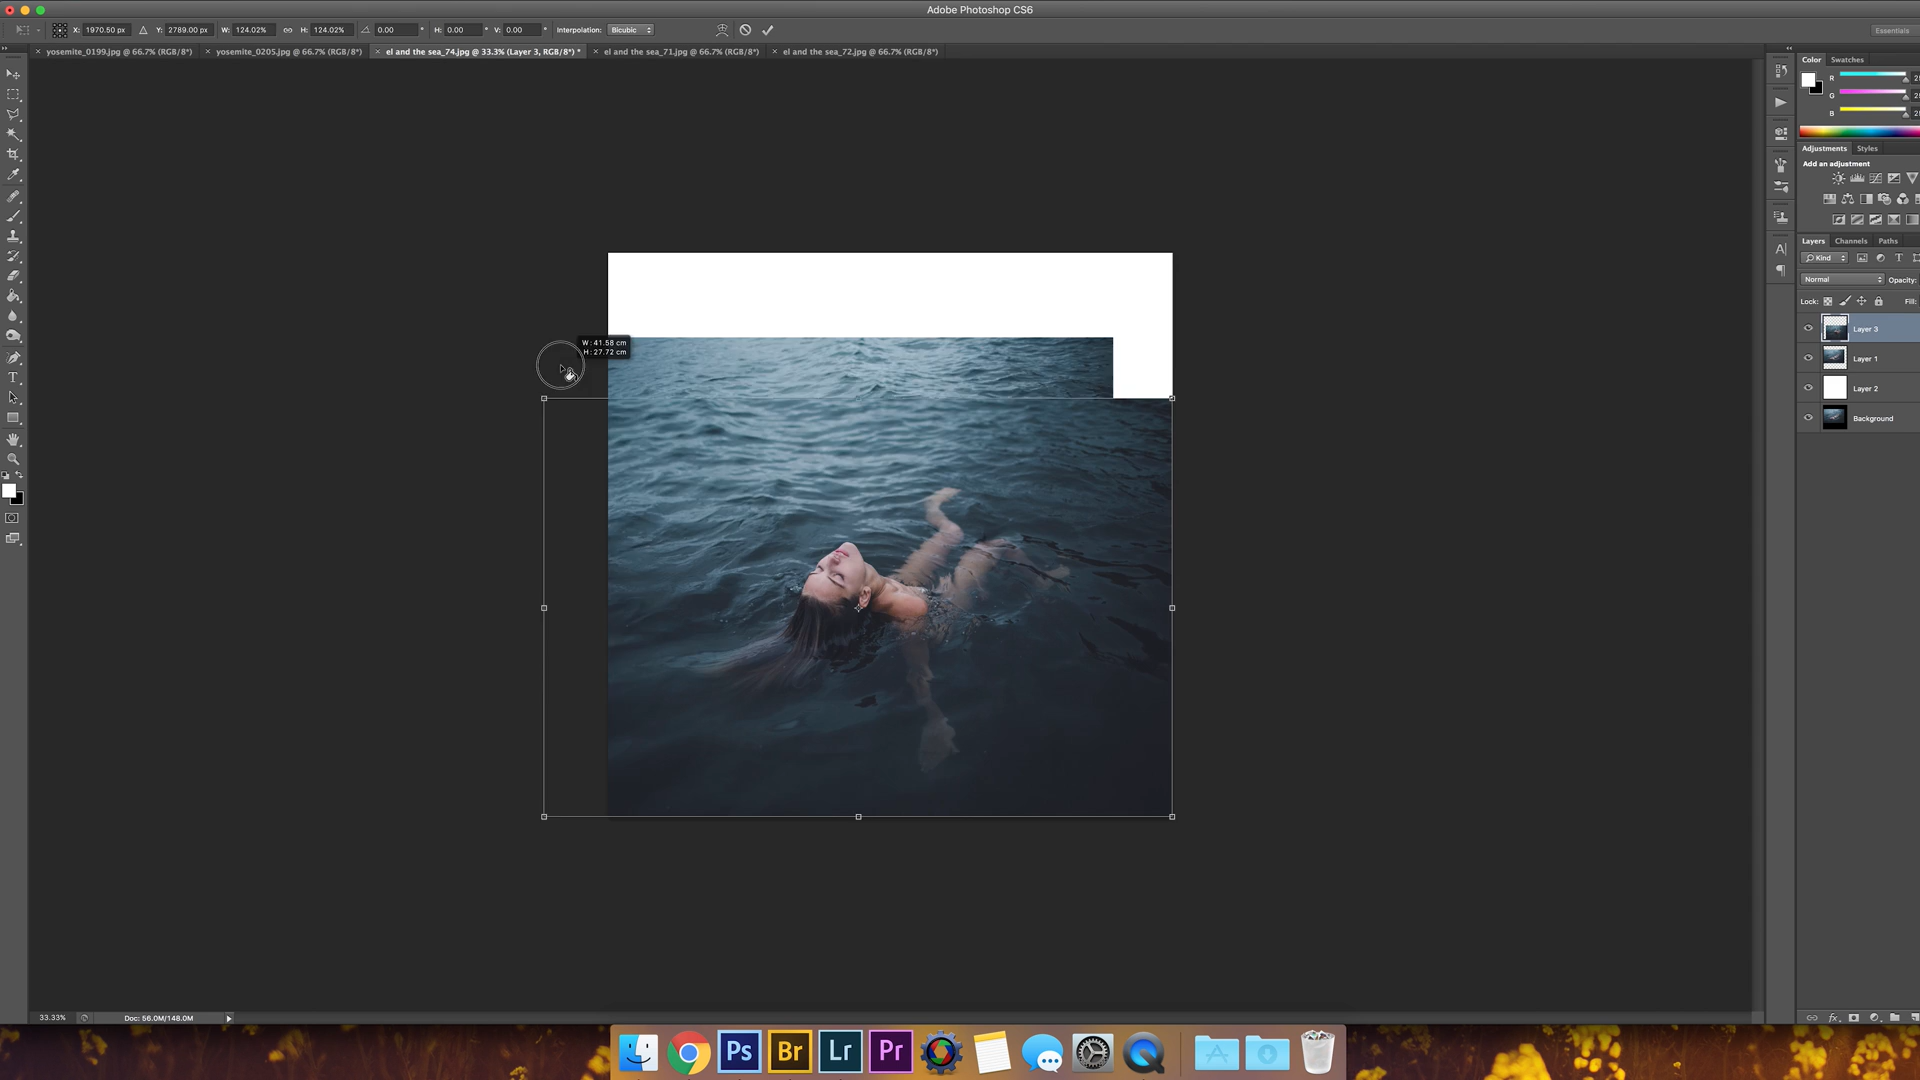 Adobe Photoshop CS6
X: 1970.50 px Y: 2789.00 px W: 124.02% H: 124.02% 0.00 ° H: 0.00 ° V: 0.00 ° Interpolation: Bicubic Essentials
× yosemite_0199.jpg @ 66.7% (RGB/8*) × yosemite_0205.jpg @ 66.7% (RGB/8*) × el and the sea_74.jpg @ 33.3% (Layer 3, RGB/8*) * × el and the sea_71.jpg @ 66.7% (RGB/8*) × el and the sea_72.jpg @ 66.7% (RGB/8*)
Color Swatches
R
G
B
Adjustments Styles
Add an adjustment
Layers Channels Paths
Kind
Normal Opacity:
Lock: Fill:
Layer 3
Layer 1
Layer 2
Background
W: 41.58 cm
H: 27.72 cm
33.33% Doc: 56.0M/148.0M
Ps Br Lr Pr